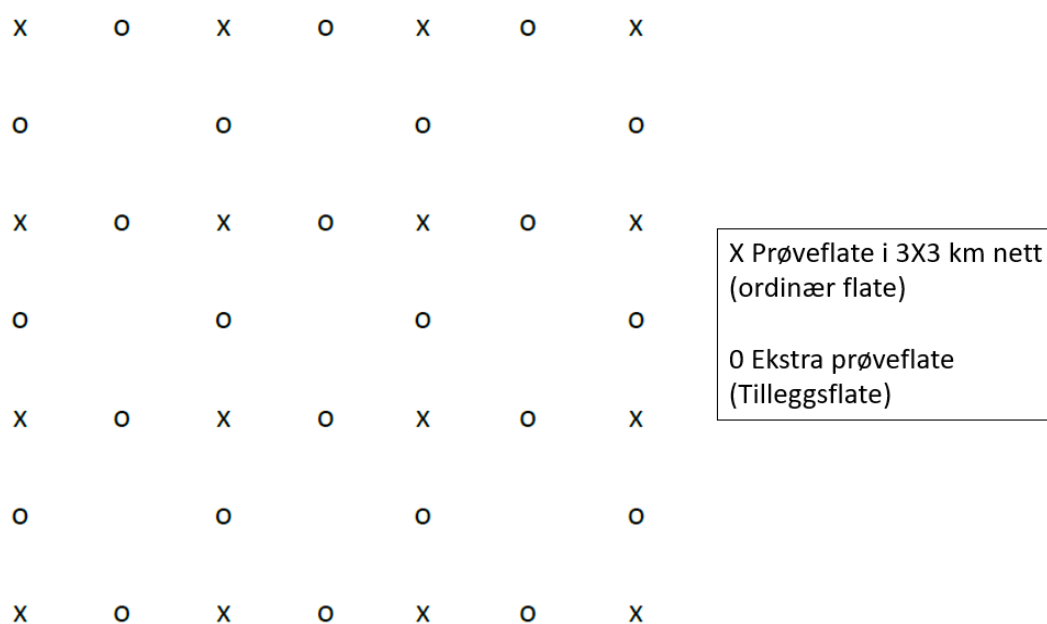 X O X O X O X
O O O O
X O X O X O X
O O O O
X O X O X O X
O O O O
X O X O X O X
X Prøveflate i 3X3 km nett
(ordinær flate)
0 Ekstra prøveflate
(Tilleggsflate)